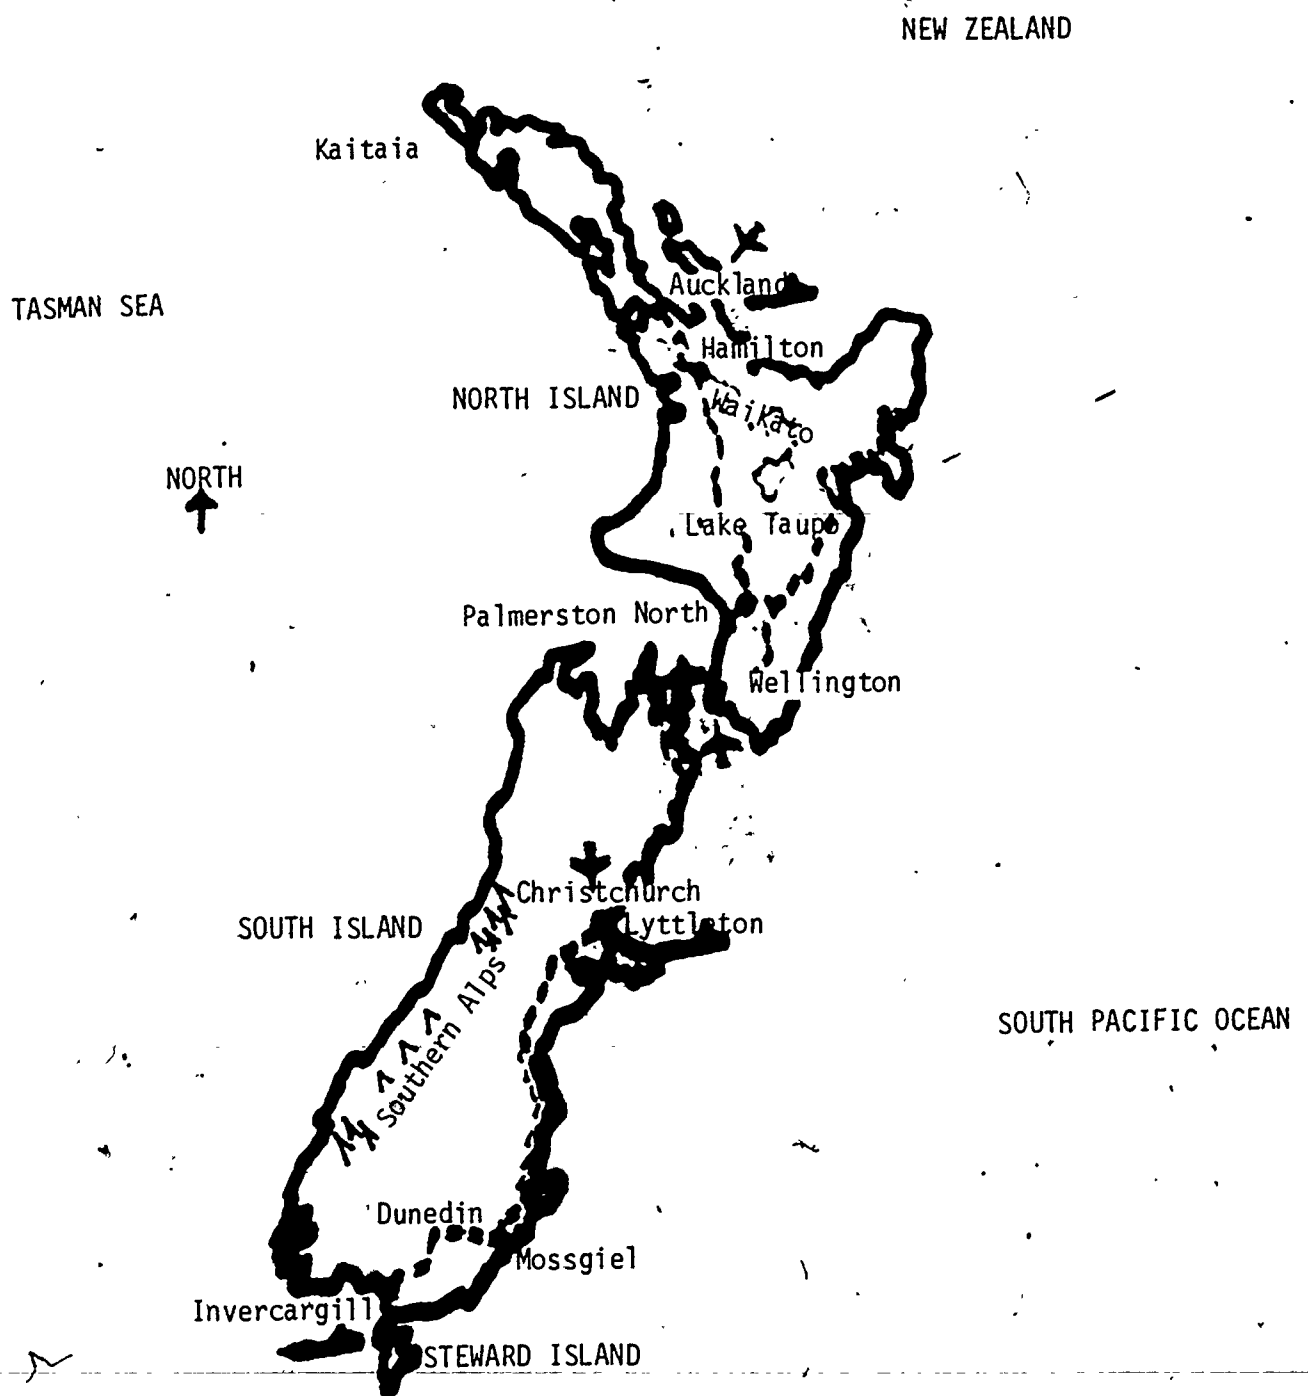 NEW ZEALAND
Kaitaia
Auckland
TASMAN SEA
Hamilton
NORTH ISLAND
WaiKato
NORTH
Lake Taupo
Palmerston North
Wellington
Christchurch
SOUTH ISLAND
Lyttleton
Southern Alps
SOUTH PACIFIC OCEAN
Dunedin
Mossgiel
Invercargill
STEWARD ISLAND